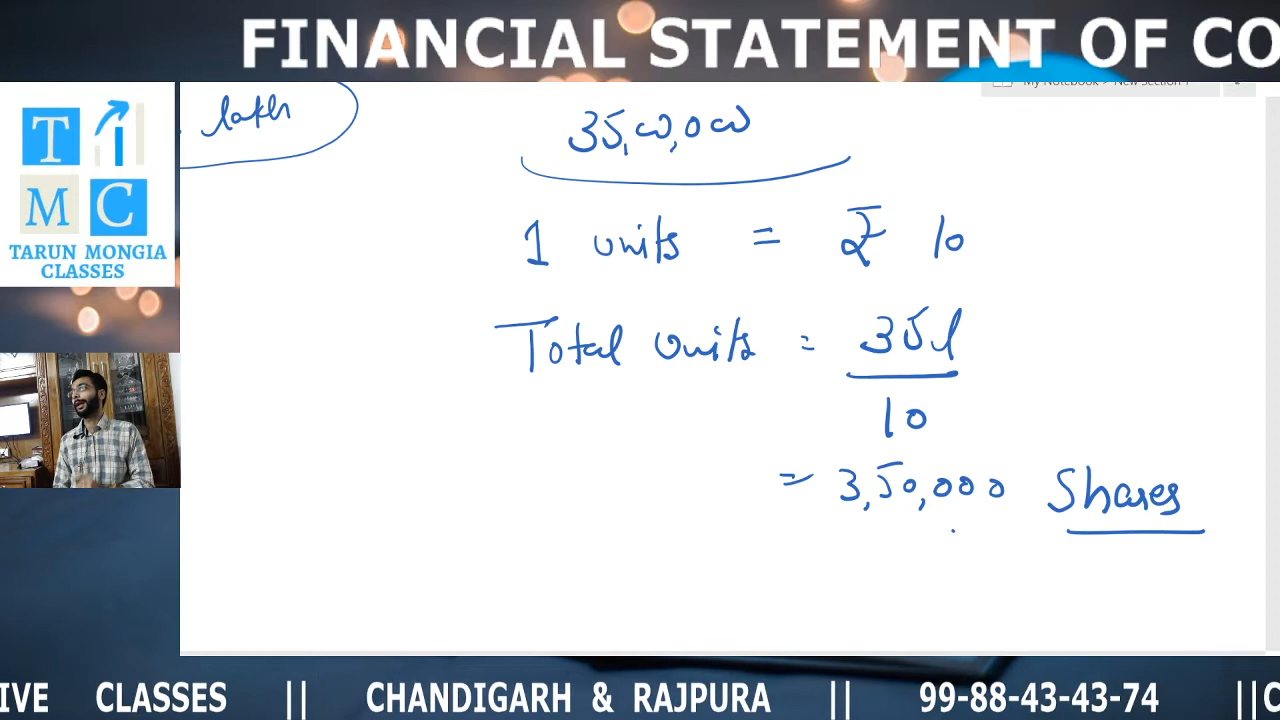 FINANCIAL STATEMENT OF CO
lakh
35,00,000
1 units = ₹ 10
Total Units = 35l
10
= 3,50,000 Shares
T
M C
TARUN MONGIA
CLASSES
IVE CLASSES || CHANDIGARH & RAJPURA || 99-88-43-43-74 ||C